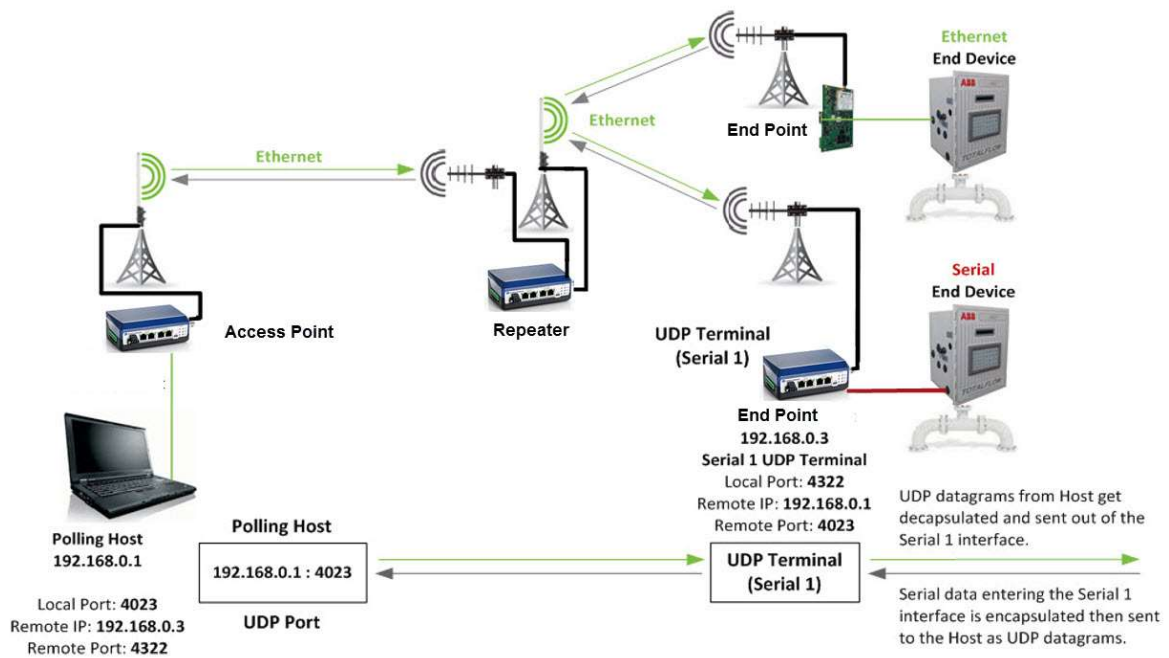 Ethernet
End Device
ABB
TOTALFLOW
End Point
Ethernet
Ethernet
Serial
End Device
ABB
TOTALFLOW
Access Point
Repeater
UDP Terminal
(Serial 1)
:
End Point
192.168.0.3
Serial 1 UDP Terminal
Local Port: 4322
Remote IP: 192.168.0.1
Remote Port: 4023
Polling Host
192.168.0.1
Local Port: 4023
Remote IP: 192.168.0.3
Remote Port: 4322
Polling Host
192.168.0.1 : 4023
UDP Port
UDP Terminal
(Serial 1)
UDP datagrams from Host get
decapsulated and sent out of the
Serial 1 interface.
Serial data entering the Serial 1
interface is encapsulated then sent
to the Host as UDP datagrams.